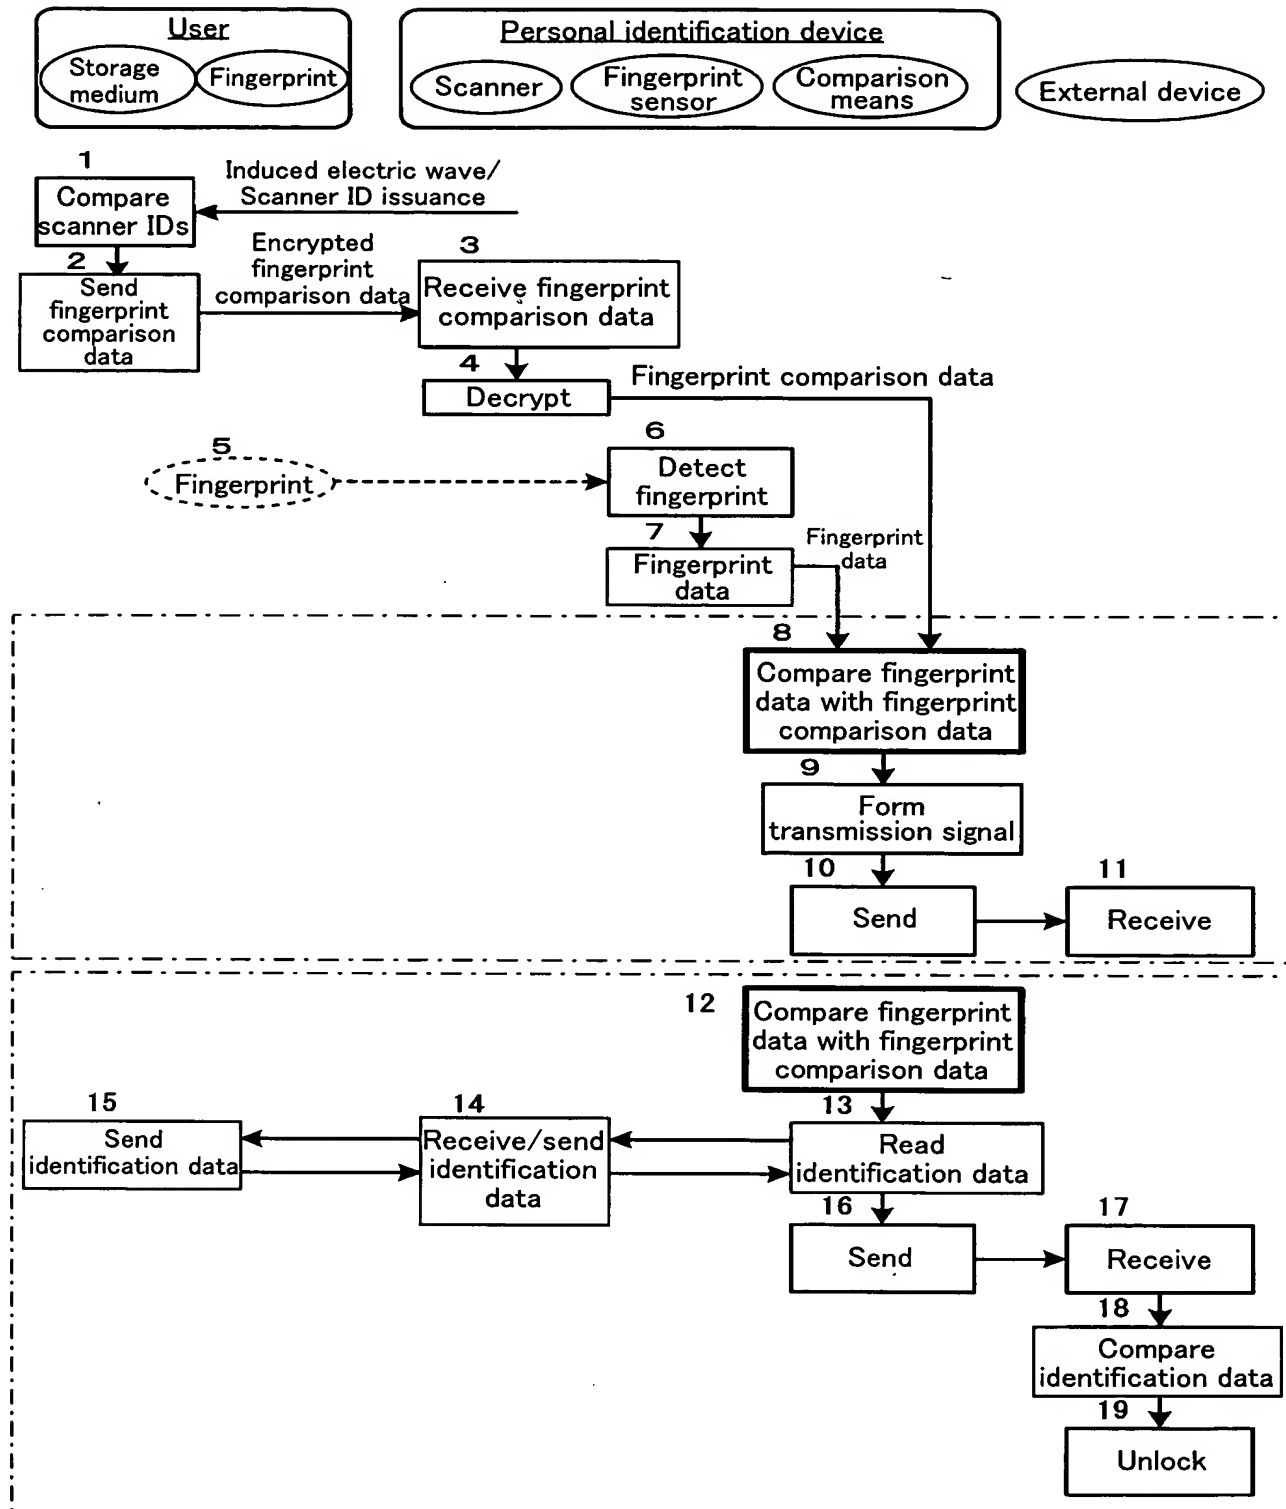 User
Storage
medium
Fingerprint
Personal identification device
Scanner
Fingerprint
sensor
Comparison
means
External device
1
Compare
scanner IDs
Induced electric wave/
Scanner ID issuance
2
Send
fingerprint
comparison
data
Encrypted
fingerprint
comparison data
3
Receive fingerprint
comparison data
4
Decrypt
Fingerprint comparison data
5
Fingerprint
6
Detect
fingerprint
7
Fingerprint
data
Fingerprint
data
8
Compare fingerprint
data with fingerprint
comparison data
9
Form
transmission signal
10
Send
11
Receive
12
Compare fingerprint
data with fingerprint
comparison data
13
Read
identification data
14
Receive/send
identification
data
15
Send
identification data
16
Send
17
Receive
18
Compare
identification data
19
Unlock